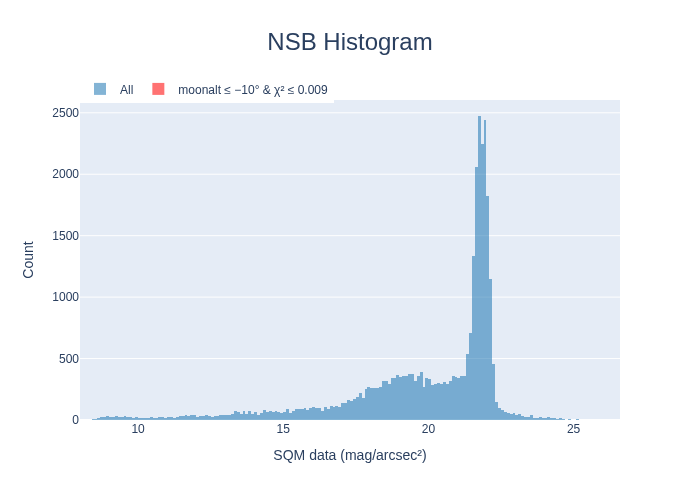 NSB Histogram
All
moonalt ≤ −10° & χ² ≤ 0.009
2500
2000
1500
1000
500
0
Count
10
15
20
25
SQM data (mag/arcsec²)